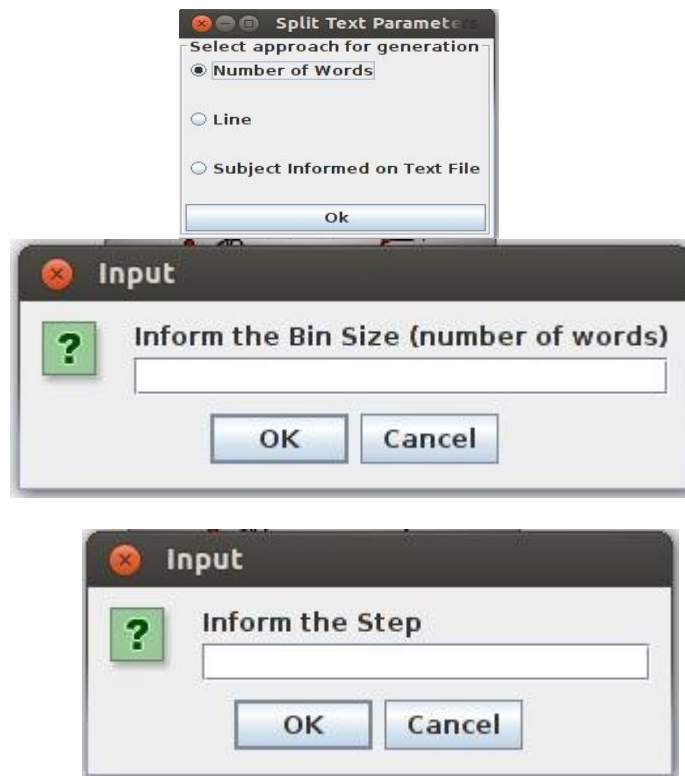 Split Text Parameters
Select approach for generation
Number of Words
Line
Subject Informed on Text File
Ok
Input
Inform the Bin Size (number of words)
OK Cancel
Input
Inform the Step
OK Cancel